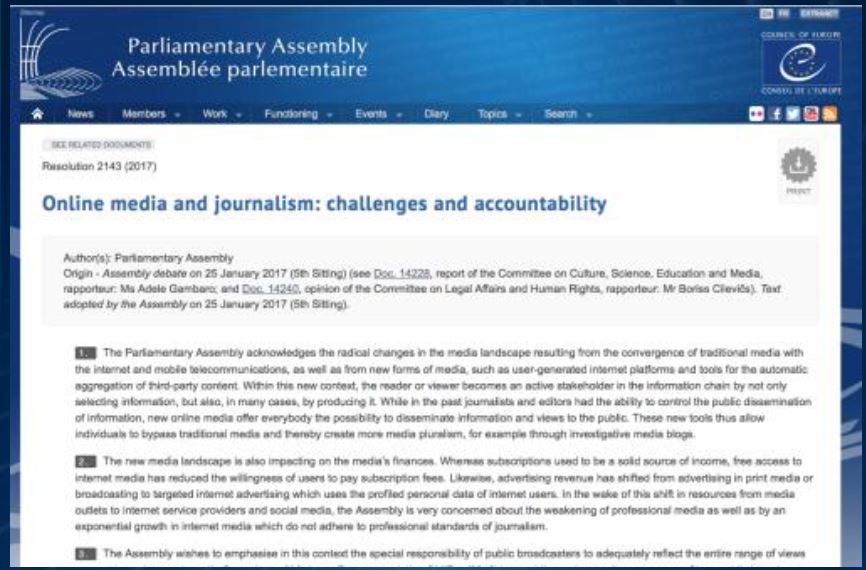 EN FR EXTRANET
Parliamentary Assembly
Assemblée parlementaire
COUNCIL OF EUROPE
CONSEIL DE L'EUROPE
News Members Work Functioning Events Diary Topics Search
SEE RELATED DOCUMENTS
Resolution 2143 (2017)
PRINT
Online media and journalism: challenges and accountability
Author(s): Parliamentary Assembly
Origin - Assembly debate on 25 January 2017 (5th Sitting) (see Doc. 14228, report of the Committee on Culture, Science, Education and Media,
rapporteur: Ms Adele Gambaro; and Doc. 14240, opinion of the Committee on Legal Affairs and Human Rights, rapporteur: Mr Boriss Cilevičs). Text
adopted by the Assembly on 25 January 2017 (5th Sitting).
1. The Parliamentary Assembly acknowledges the radical changes in the media landscape resulting from the convergence of traditional media with
the internet and mobile telecommunications, as well as from new forms of media, such as user-generated internet platforms and tools for the automatic
aggregation of third-party content. Within this new context, the reader or viewer becomes an active stakeholder in the information chain by not only
selecting information, but also, in many cases, by producing it. While in the past journalists and editors had the ability to control the public dissemination
of information, new online media offer everybody the possibility to disseminate information and views to the public. These new tools thus allow
individuals to bypass traditional media and thereby create more media pluralism, for example through investigative media blogs.
2. The new media landscape is also impacting on the media's finances. Whereas subscriptions used to be a solid source of income, free access to
internet media has reduced the willingness of users to pay subscription fees. Likewise, advertising revenue has shifted from advertising in print media or
broadcasting to targeted internet advertising which uses the profiled personal data of internet users. In the wake of this shift in resources from media
outlets to internet service providers and social media, the Assembly is very concerned about the weakening of professional media as well as by an
exponential growth in internet media which do not adhere to professional standards of journalism.
3. The Assembly wishes to emphasise in this context the special responsibility of public broadcasters to adequately reflect the entire range of views